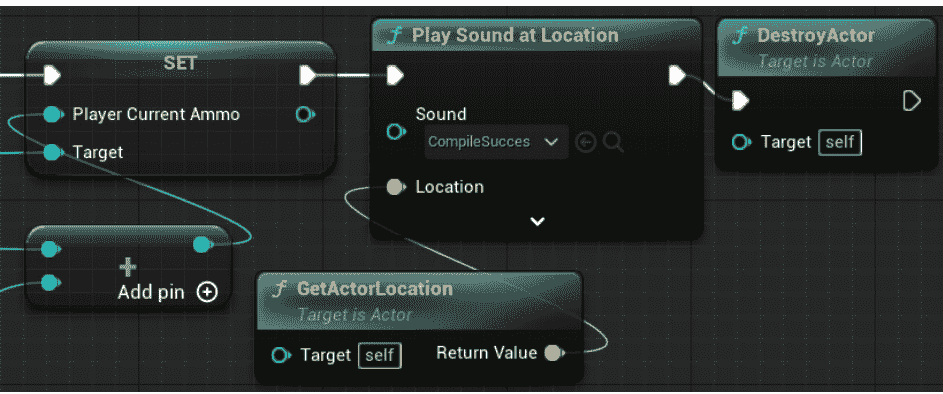 SET
Player Current Ammo
Target
Add pin
Play Sound at Location
Sound
CompileSucces
Location
GetActorLocation
Target is Actor
Target self
Return Value
DestroyActor
Target is Actor
Target self